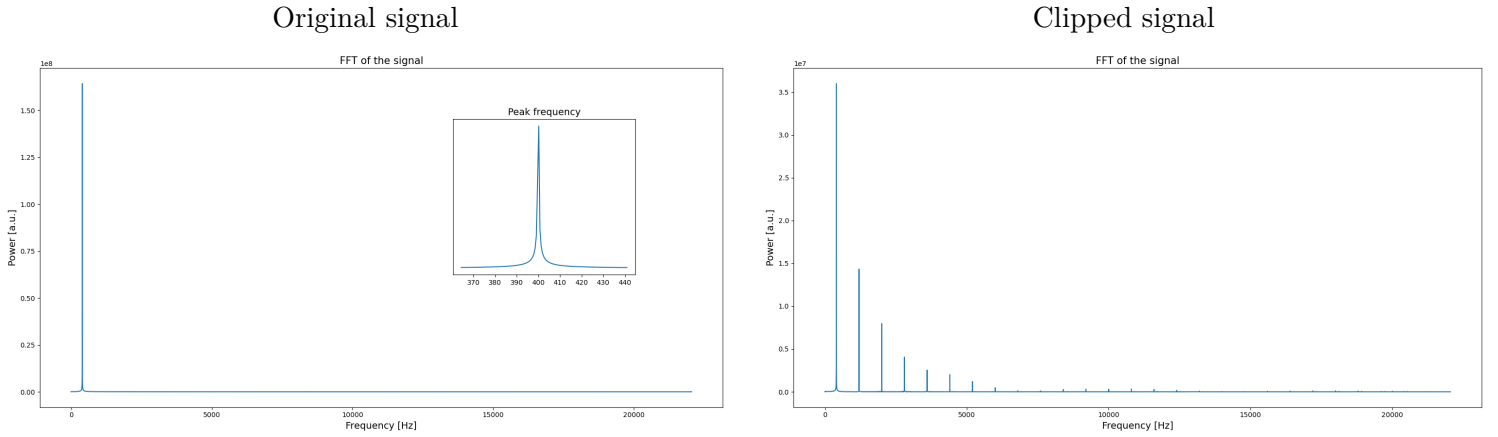 Original signal
FFT of the signal
1e8
1.50
1.25
1.00
0.75
0.50
0.25
0.00
Power [a.u.]
0 5000 10000 15000 20000
Frequency [Hz]
Peak frequency
370 380 390 400 410 420 430 440
Clipped signal
FFT of the signal
1e7
3.5
3.0
2.5
2.0
1.5
1.0
0.5
0.0
Power [a.u.]
0 5000 10000 15000 20000
Frequency [Hz]